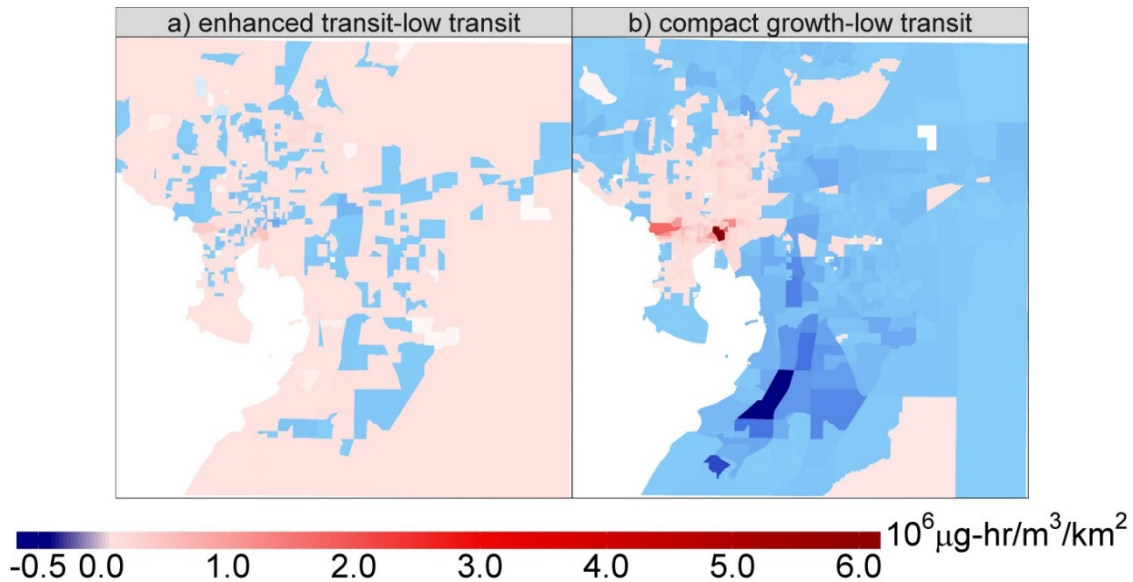 a) enhanced transit-low transit
b) compact growth-low transit
10⁶μg-hr/m³/km²
-0.5 0.0 1.0 2.0 3.0 4.0 5.0 6.0